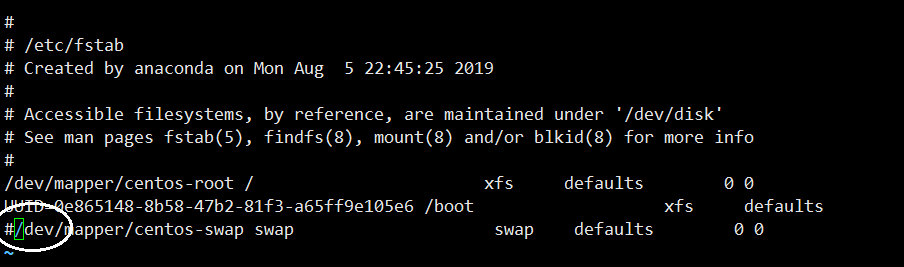 #
# /etc/fstab
# Created by anaconda on Mon Aug  5 22:45:25 2019
#
# Accessible filesystems, by reference, are maintained under '/dev/disk'
# See man pages fstab(5), findfs(8), mount(8) and/or blkid(8) for more info
#
/dev/mapper/centos-root /                       xfs     defaults        0 0
UUID=0e865148-8b58-47b2-81f3-a65ff9e105e6 /boot                   xfs     defaults
#/dev/mapper/centos-swap swap                    swap    defaults        0 0
~